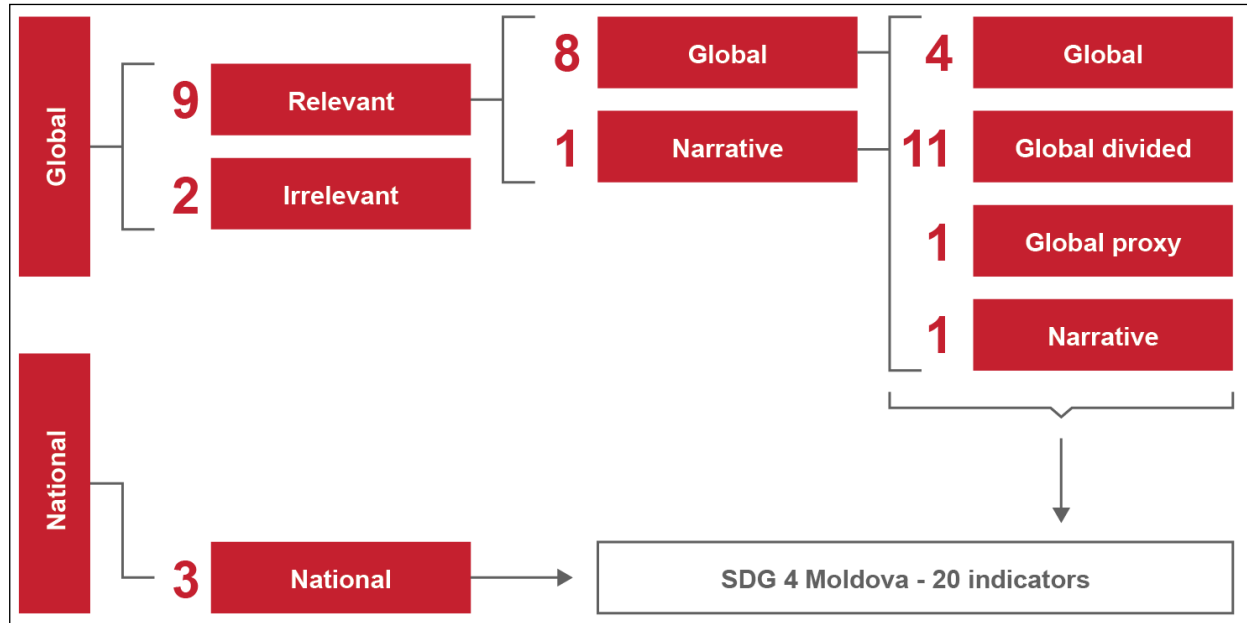 Global
9
Relevant
2
Irrelevant
8
Global
1
Narrative
4
Global
11
Global divided
1
Global proxy
1
Narrative
National
3
National
SDG 4 Moldova - 20 indicators